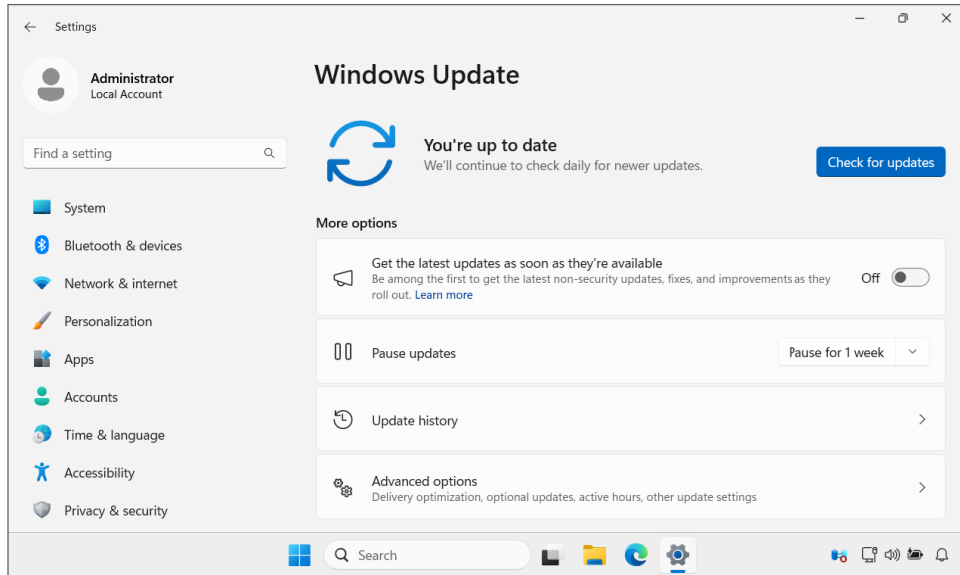 Settings
Administrator
Local Account
Find a setting
System
Bluetooth & devices
Network & internet
Personalization
Apps
Accounts
Time & language
Accessibility
Privacy & security
Windows Update
You're up to date
We'll continue to check daily for newer updates.
Check for updates
More options
Get the latest updates as soon as they're available
Be among the first to get the latest non-security updates, fixes, and improvements as they
roll out. Learn more
Off
Pause updates
Pause for 1 week
Update history
Advanced options
Delivery optimization, optional updates, active hours, other update settings
Search